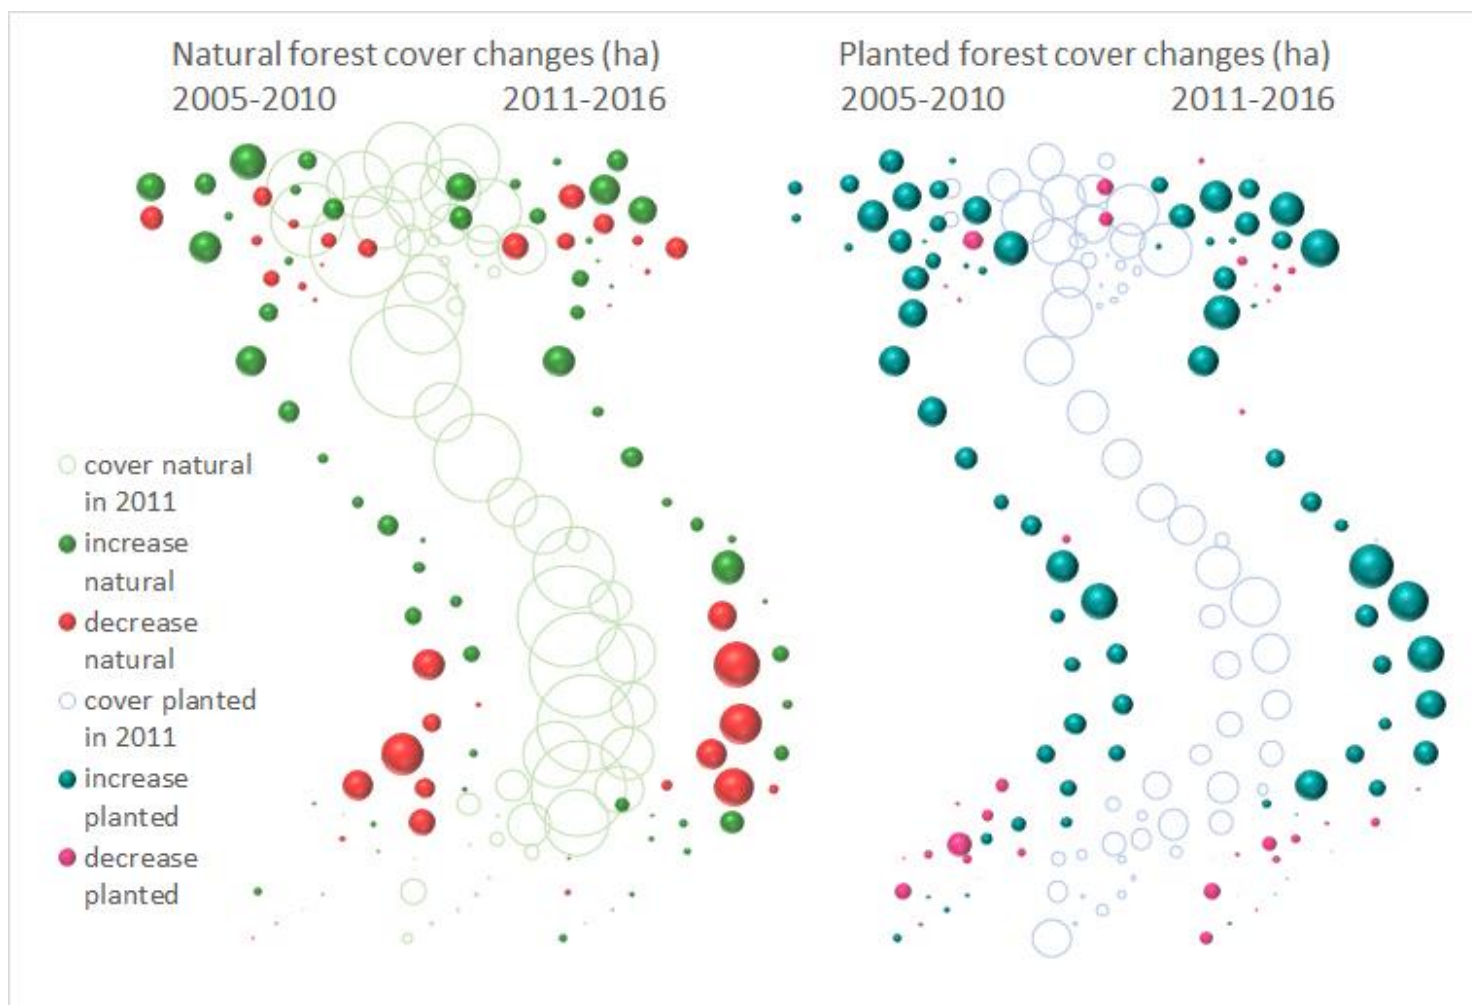 Natural forest cover changes (ha)
2005-2010 2011-2016
Planted forest cover changes (ha)
2005-2010 2011-2016
cover natural
in 2011
increase
natural
decrease
natural
cover planted
in 2011
increase
planted
decrease
planted